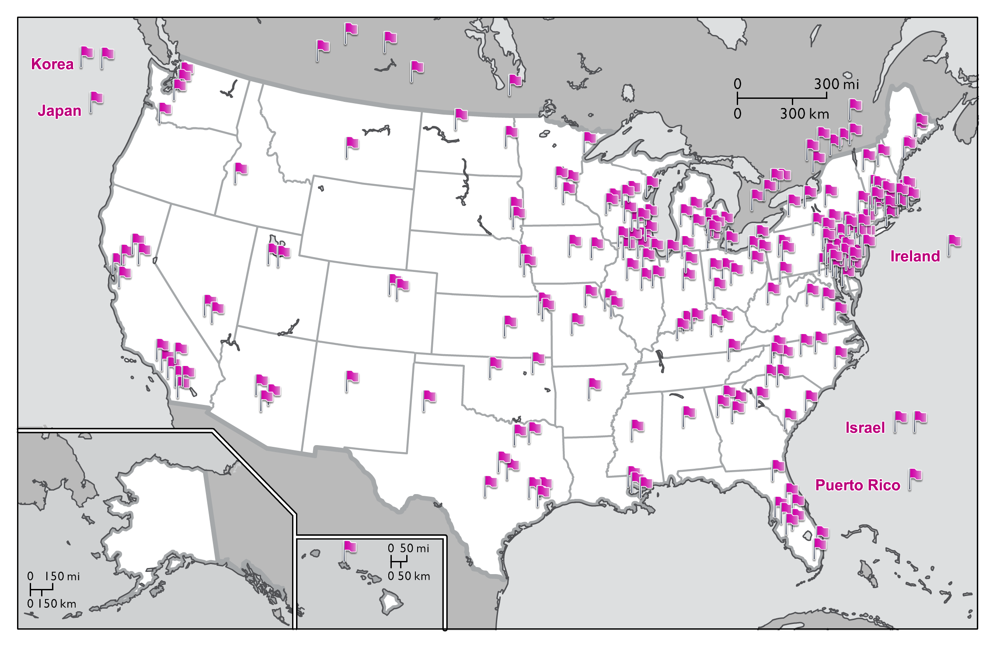 Korea
Japan
0 300 mi
0 300 km
Ireland
Israel
Puerto Rico
0 150 mi
0 150 km
0 50 mi
0 50 km